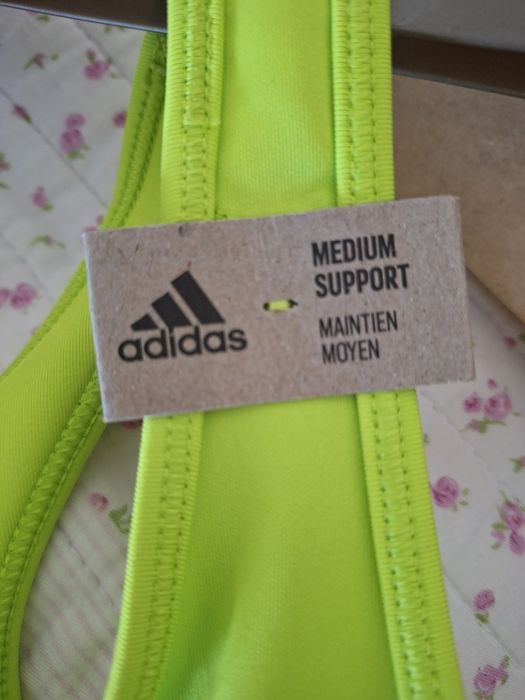 adidas
MEDIUM
SUPPORT
MAINTIEN
MOYEN